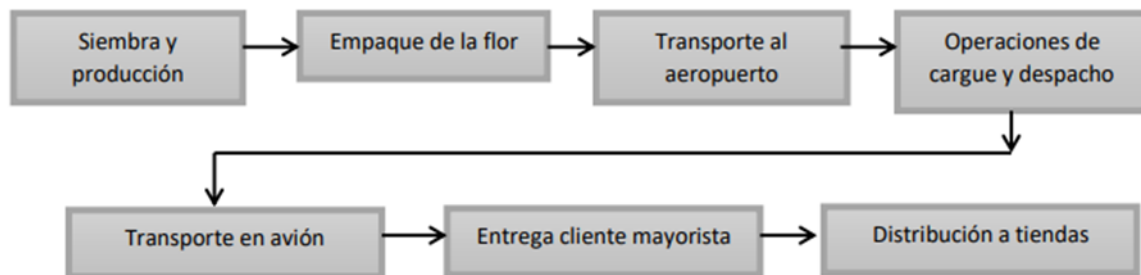 Siembra y
producción
Empaque de la flor
Transporte al
aeropuerto
Operaciones de
cargue y despacho
Transporte en avión
Entrega cliente mayorista
Distribución a tiendas